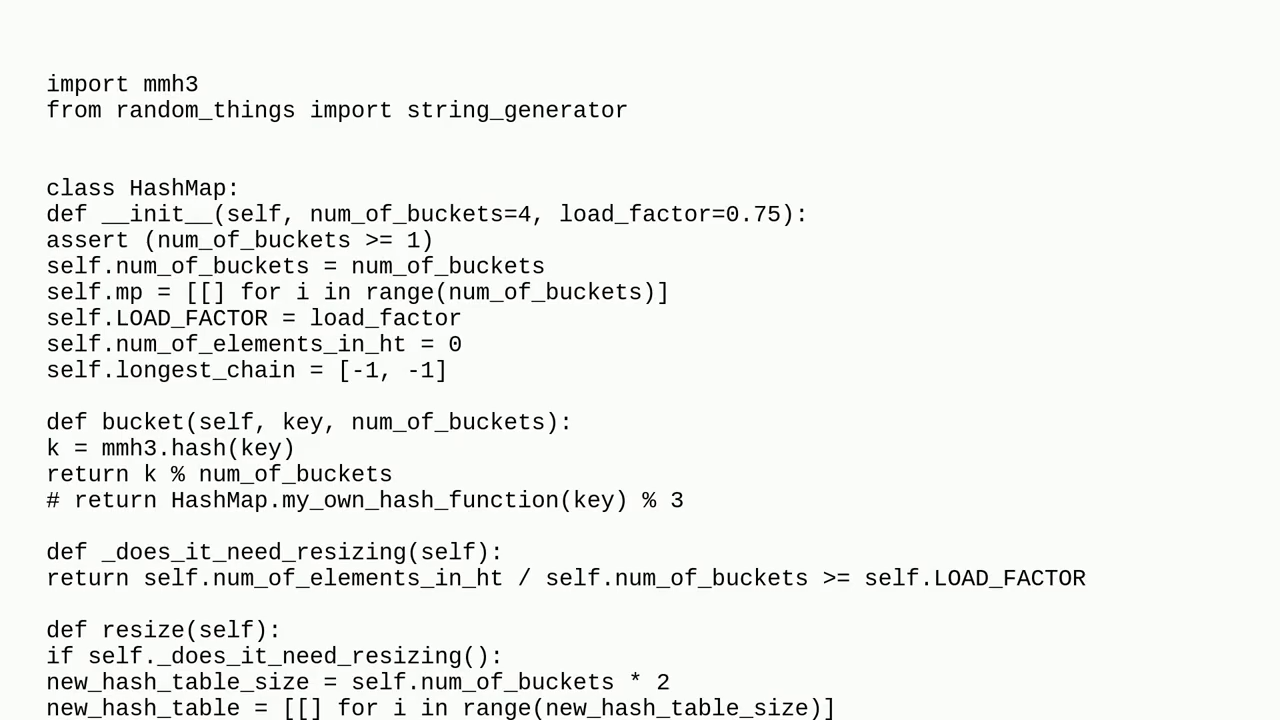 import mmh3
from random_things import string_generator
class HashMap:
def __init__(self, num_of_buckets=4, load_factor=0.75):
assert (num_of_buckets >= 1)
self.num_of_buckets = num_of_buckets
self.mp = [[] for i in range(num_of_buckets)]
self.LOAD_FACTOR = load_factor
self.num_of_elements_in_ht = 0
self.longest_chain = [-1, -1]
def bucket(self, key, num_of_buckets):
k = mmh3.hash(key)
return k % num_of_buckets
# return HashMap.my_own_hash_function(key) % 3
def _does_it_need_resizing(self):
return self.num_of_elements_in_ht / self.num_of_buckets >= self.LOAD_FACTOR
def resize(self):
if self._does_it_need_resizing():
new_hash_table_size = self.num_of_buckets * 2
new_hash_table = [[] for i in range(new_hash_table_size)]